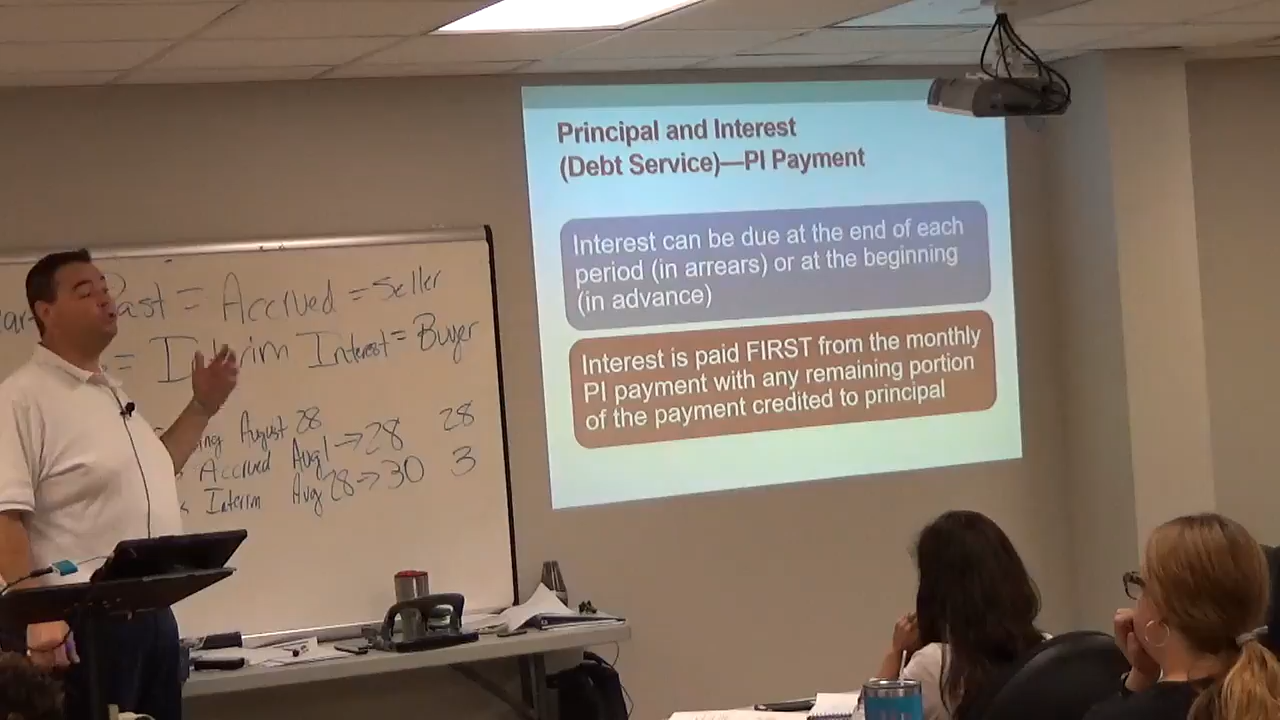 Past = Accrued = Seller
= Interim Interest = Buyer
August 28
Accrued Aug 1 → 28 28
Interim Aug 28 → 30 3
Principal and Interest
(Debt Service)—PI Payment
Interest can be due at the end of each
period (in arrears) or at the beginning
(in advance)
Interest is paid FIRST from the monthly
PI payment with any remaining portion
of the payment credited to principal